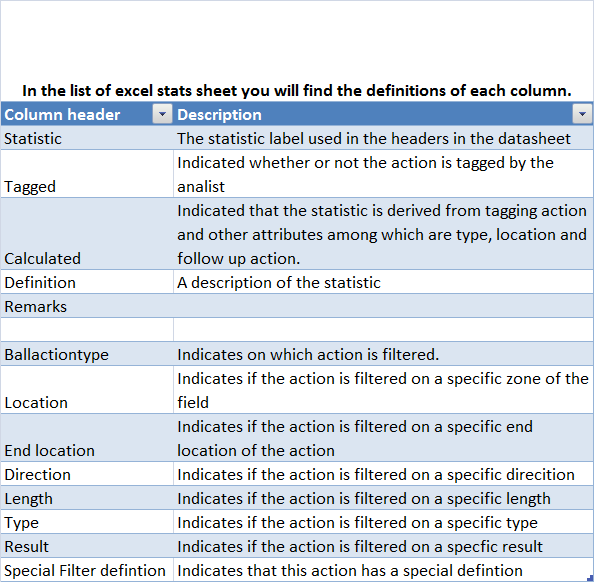 In the list of excel stats sheet you will find the definitions of each column.
Column header Description
Statistic The statistic label used in the headers in the datasheet
Indicated whether or not the action is tagged by the
Tagged analist
Indicated that the statistic is derived from tagging action
and other attributes among which are type, location and
Calculated follow up action.
Definition A description of the statistic
Remarks
Ballactiontype Indicates on which action is filtered.
Indicates if the action is filtered on a specific zone of the
Location field
Indicates if the action is filtered on a specific end
End location location of the action
Direction Indicates if the action is filtered on a specific direcition
Length Indicates if the action is filtered on a specific length
Type Indicates if the action is filtered on a specific type
Result Indicates if the action is filtered on a specfic result
Special Filter defintion Indicates that this action has a special defintion